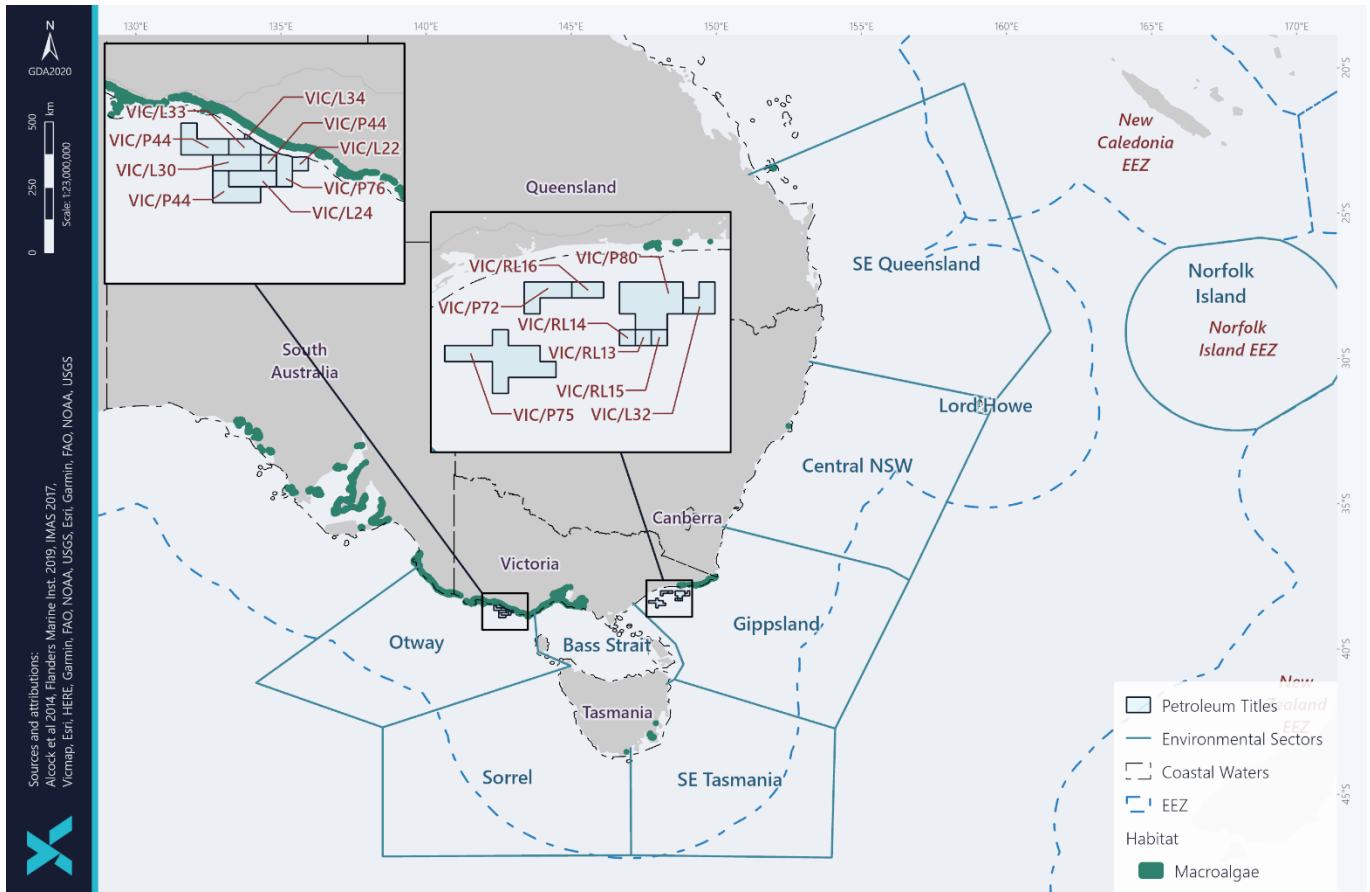 N
GDA2020
km
500
250
0
Scale: 1:23,000,000
Sources and attributions:
Alcock et al 2014, Flanders Marine Inst. 2019, IMAS 2017,
Vicmap, Esri, HERE, Garmin, FAO, NOAA, USGS, Esri, Garmin, FAO, NOAA, USGS
130°E
135°E
140°E
145°E
150°E
155°E
160°E
165°E
170°E
20°S
25°S
30°S
35°S
40°S
45°S
VIC/L34
VIC/L33
VIC/P44
VIC/P44
VIC/L22
VIC/L30
VIC/P76
VIC/P44
VIC/L24
VIC/P80
VIC/RL16
VIC/P72
VIC/RL14
VIC/RL13
VIC/RL15
VIC/P75
VIC/L32
Queensland
South
Australia
Victoria
Canberra
Tasmania
New
Caledonia
EEZ
SE Queensland
Norfolk
Island
Norfolk
Island EEZ
Lord Howe
Central NSW
Gippsland
Bass Strait
Otway
Sorrel
SE Tasmania
New
Zealand
EEZ
Petroleum Titles
Environmental Sectors
Coastal Waters
EEZ
Habitat
Macroalgae